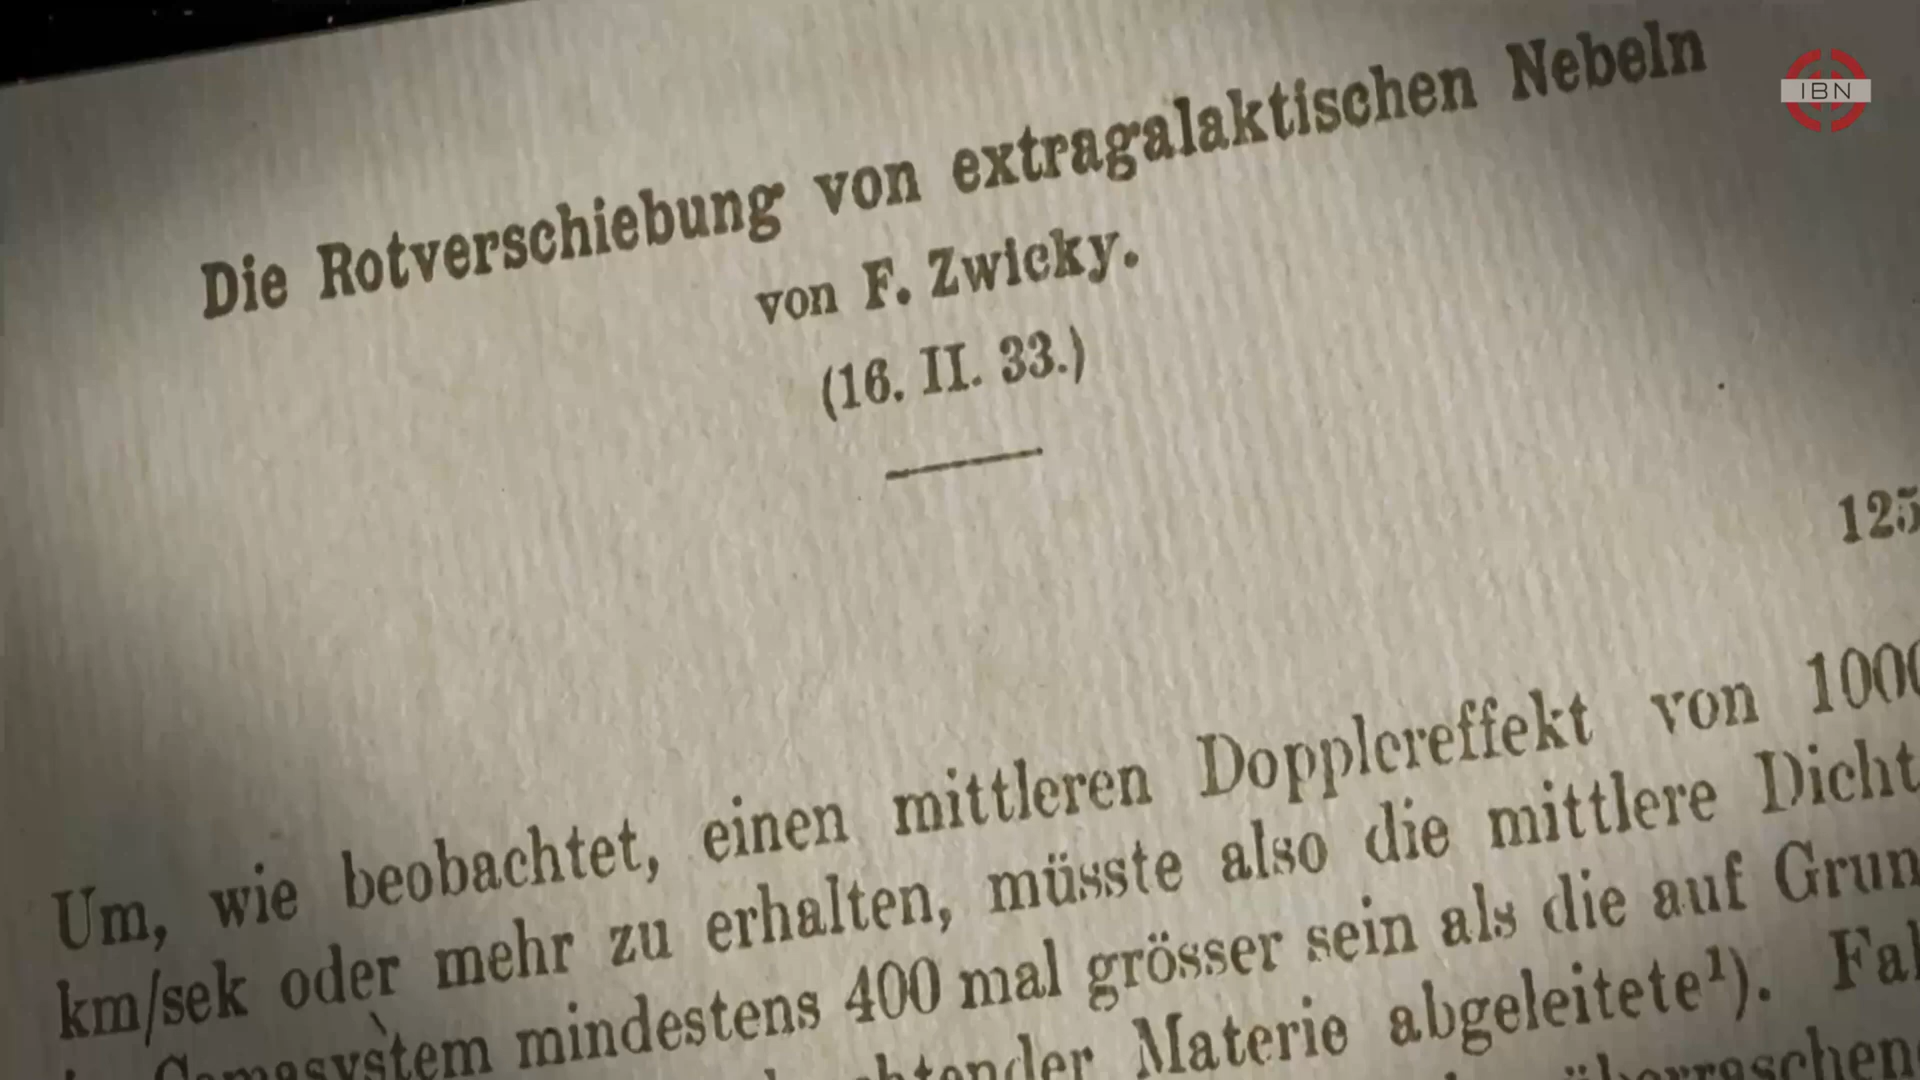 Die Rotverschiebung von extragalaktischen Nebeln
IBN
von F. Zwicky.
(16. II. 33.)
125
Um, wie beobachtet, einen mittleren Dopplereffekt von 1000
km/sek oder mehr zu erhalten, müsste also die mittlere Dicht
Comasystem mindestens 400 mal grösser sein als die auf Grun
Materie abgeleitete¹). Fal